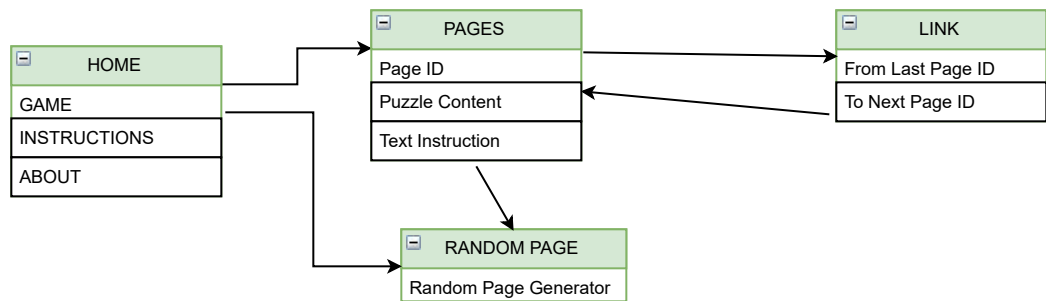 HOME
GAME
INSTRUCTIONS
ABOUT
PAGES
Page ID
Puzzle Content
Text Instruction
LINK
From Last Page ID
To Next Page ID
RANDOM PAGE
Random Page Generator